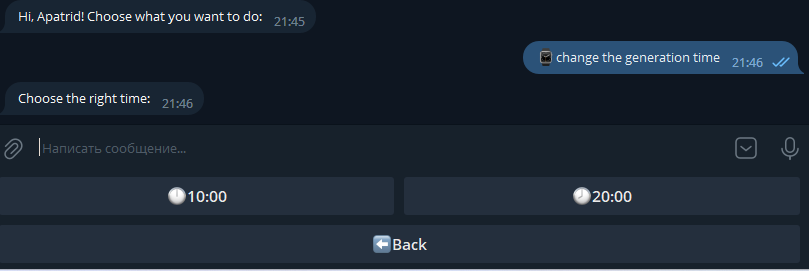 Hi, Apatrid! Choose what you want to do: 21:45
⌚ change the generation time 21:46
Choose the right time: 21:46
Написать сообщение...
🕛10:00 🕗20:00
⬅️Back